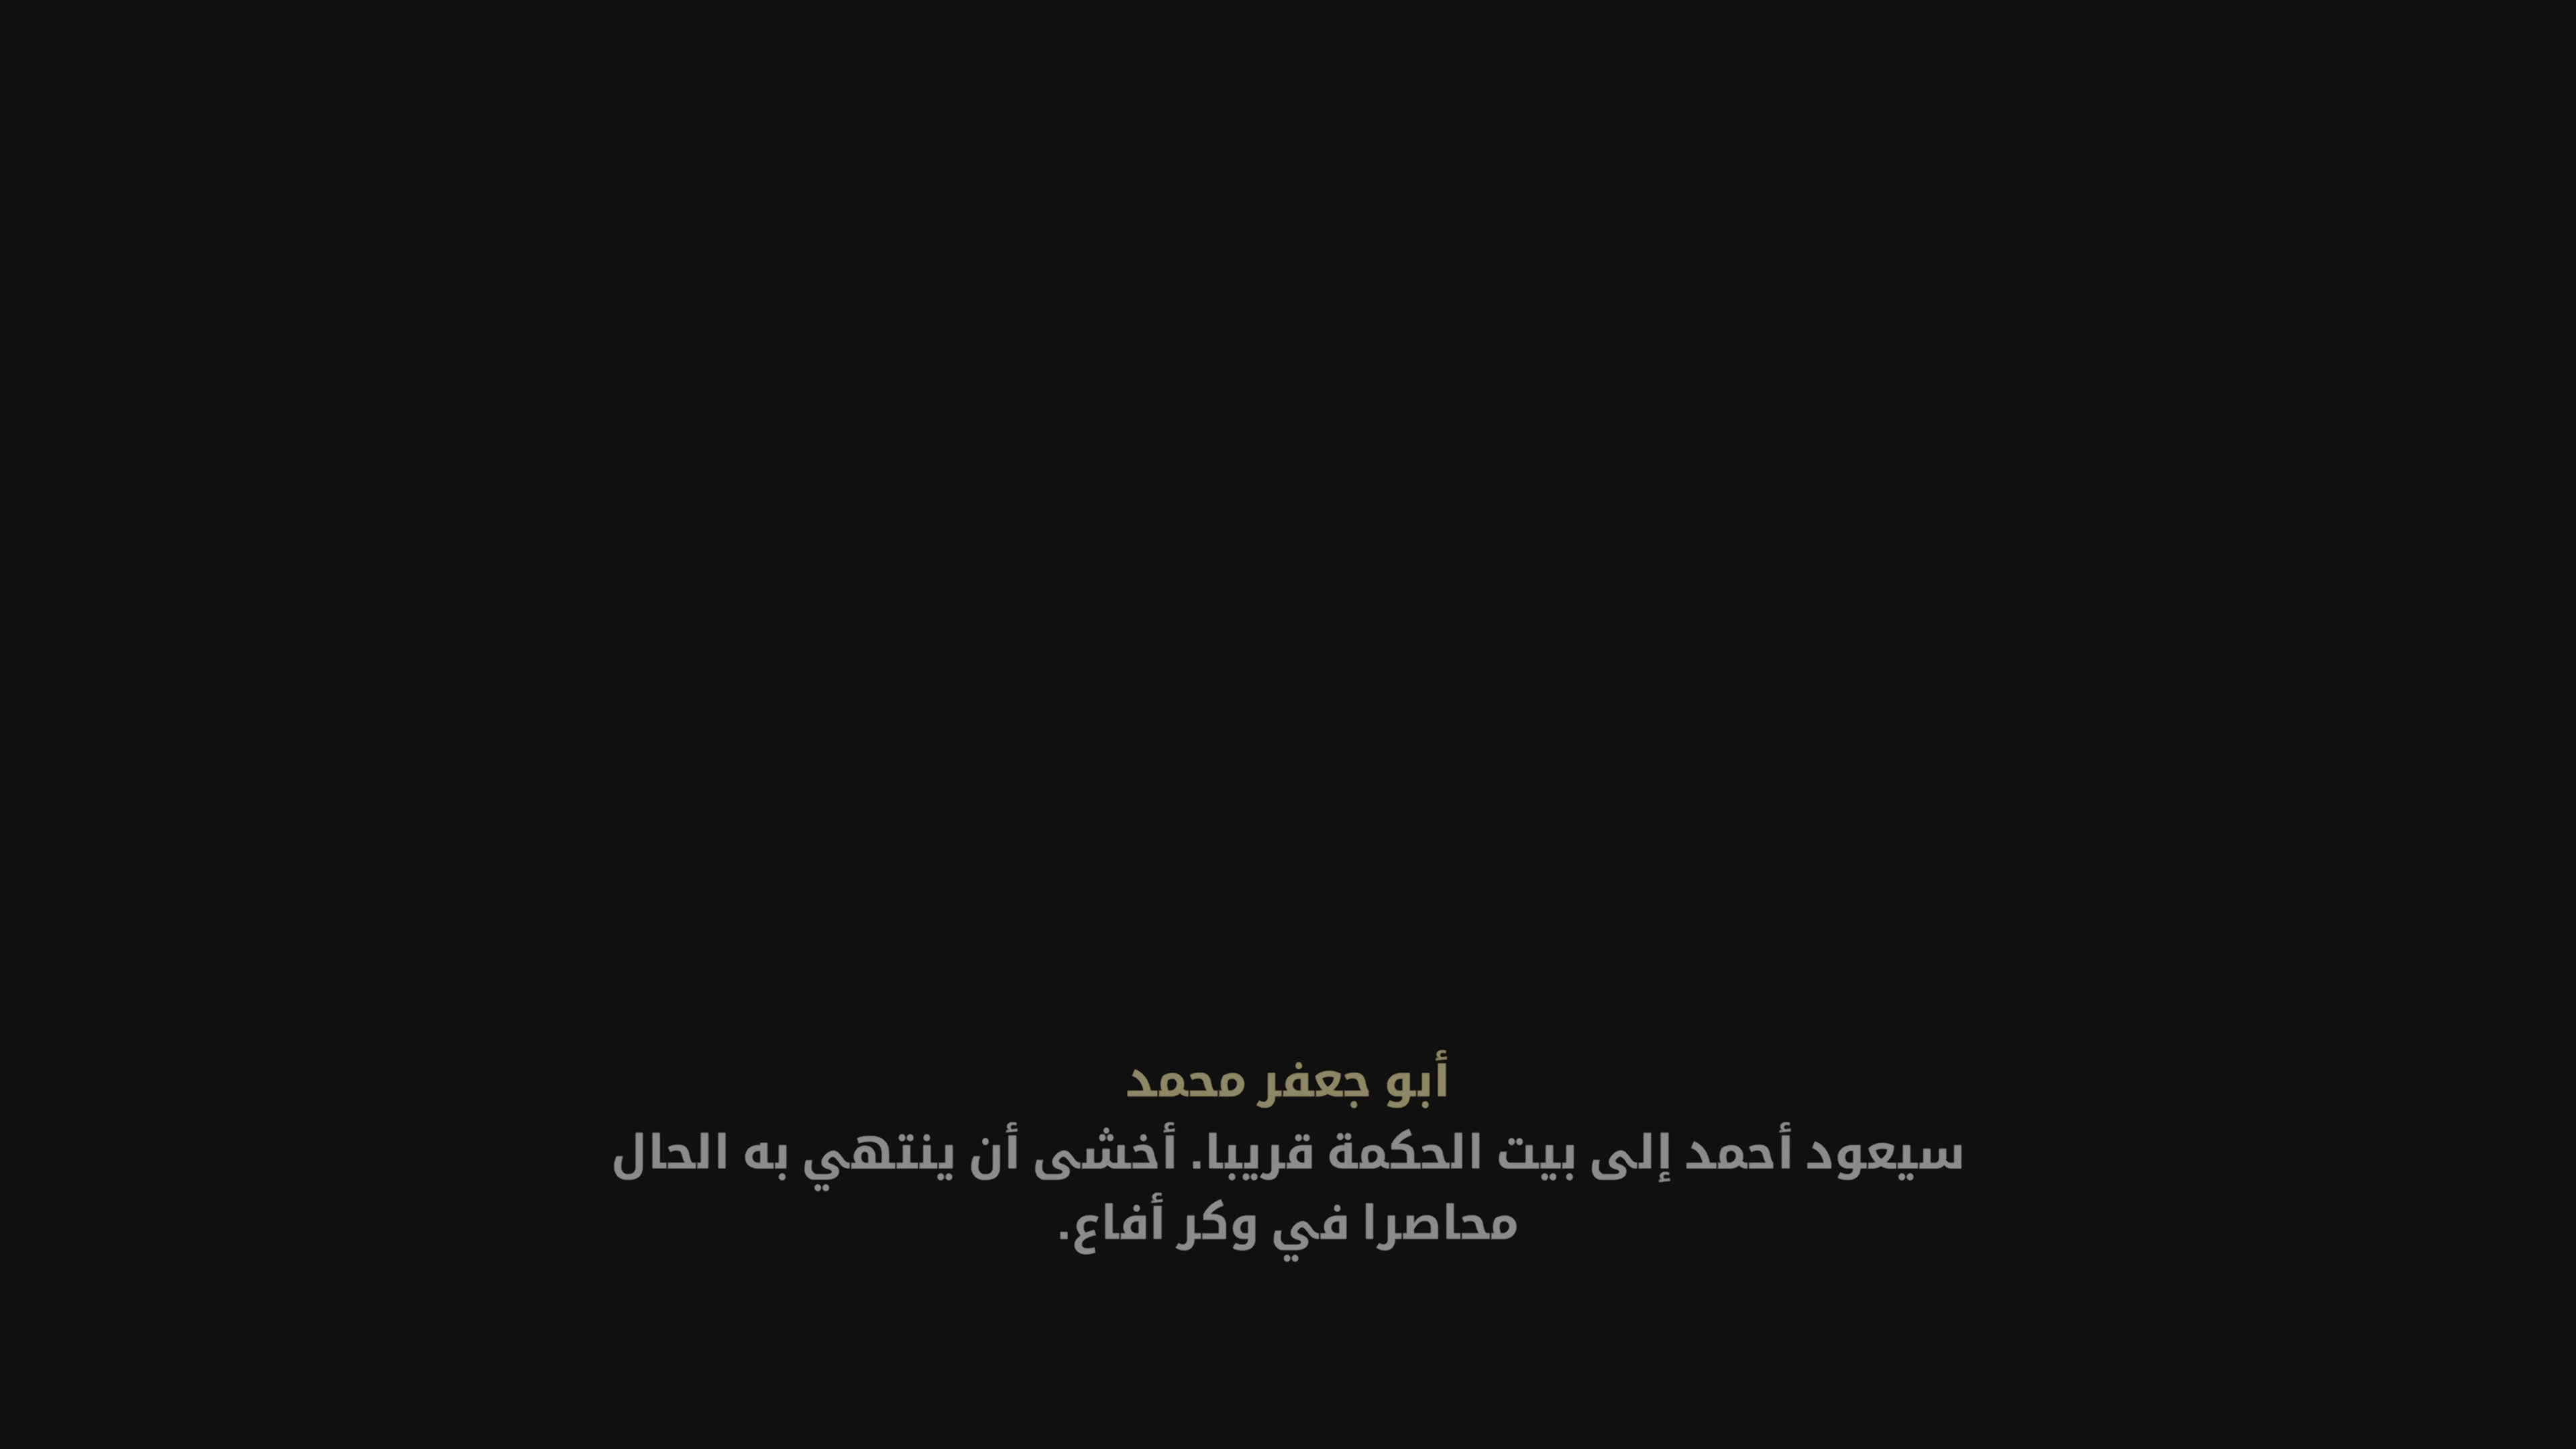 أبو جعفر محمد
سيعود أحمد إلى بيت الحكمة قريبا. أخشى أن ينتهي به الحال
محاصرا في وكر أفاع.